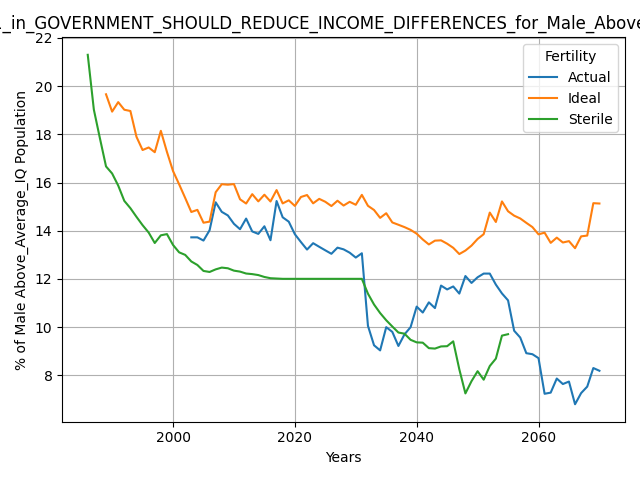 _in_GOVERNMENT_SHOULD_REDUCE_INCOME_DIFFERENCES_for_Male_Above
Fertility
Actual
Ideal
Sterile
% of Male Above_Average_IQ Population
22
20
18
16
14
12
10
8
2000
2020
2040
2060
Years